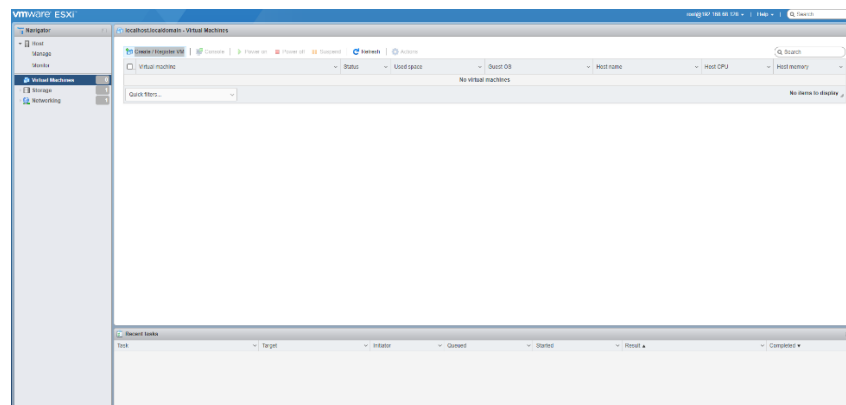 vmware ESXi
Help
Search
Navigator
localhost.localdomain - Virtual Machines
Host
Manage
Monitor
Virtual Machines 0
Storage 1
Networking 1
Create / Register VM Console Power on Power off Suspend Refresh Actions
Search
Virtual machine Status Used space Guest OS Host name Host CPU Host memory
No virtual machines
Quick filters...
No items to display
Recent tasks
Task Target Initiator Queued Started Result Completed